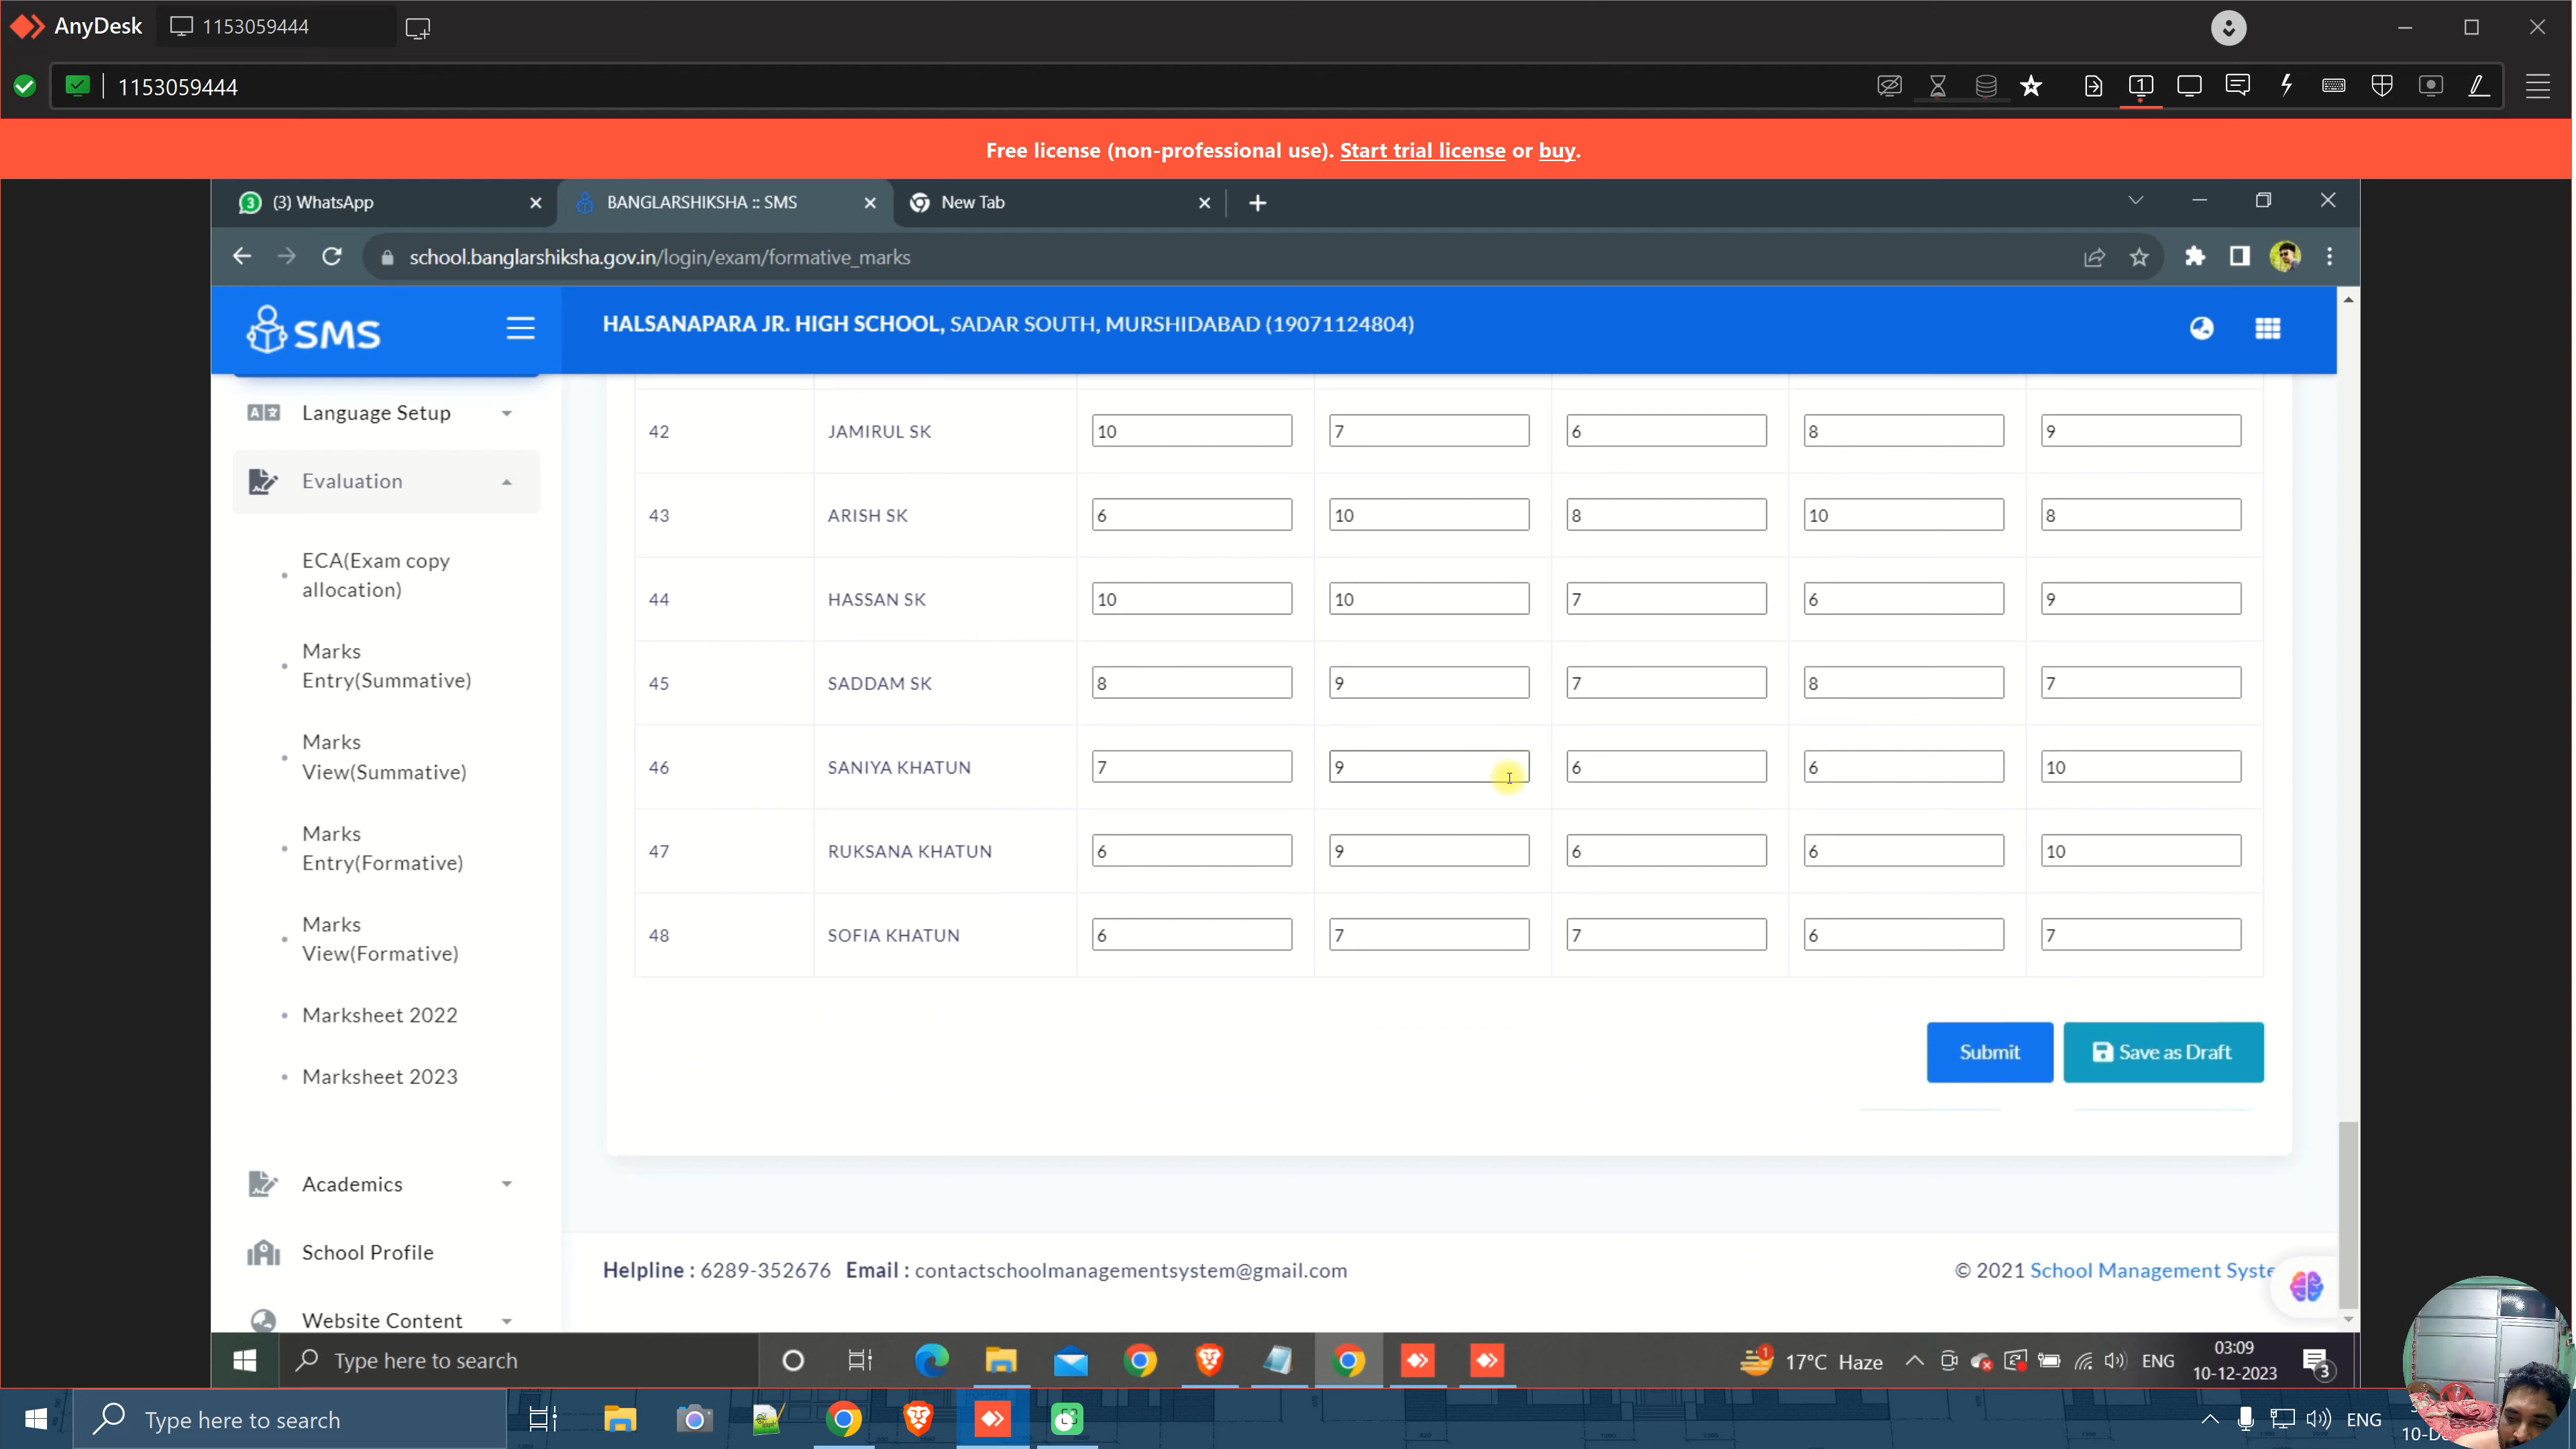 AnyDesk 1153059444
1153059444
Free license (non-professional use). Start trial license or buy.
(3) WhatsApp BANGLARSHIKSHA :: SMS New Tab
school.banglarshiksha.gov.in/login/exam/formative_marks
SMS HALSANAPARA JR. HIGH SCHOOL, SADAR SOUTH, MURSHIDABAD (19071124804)
Language Setup
Evaluation
ECA(Exam copy
allocation)
Marks
Entry(Summative)
Marks
View(Summative)
Marks
Entry(Formative)
Marks
View(Formative)
Marksheet 2022
Marksheet 2023
Academics
School Profile
Website Content
42 JAMIRUL SK 10 7 6 8 9
43 ARISH SK 6 10 8 10 8
44 HASSAN SK 10 10 7 6 9
45 SADDAM SK 8 9 7 8 7
46 SANIYA KHATUN 7 9 6 6 10
47 RUKSANA KHATUN 6 9 6 6 10
48 SOFIA KHATUN 6 7 7 6 7
Submit Save as Draft
Helpline : 6289-352676 Email : contactschoolmanagementsystem@gmail.com © 2021 School Management Syste
Type here to search 1 17°C Haze ENG 03:09
10-12-2023 3
Type here to search ENG